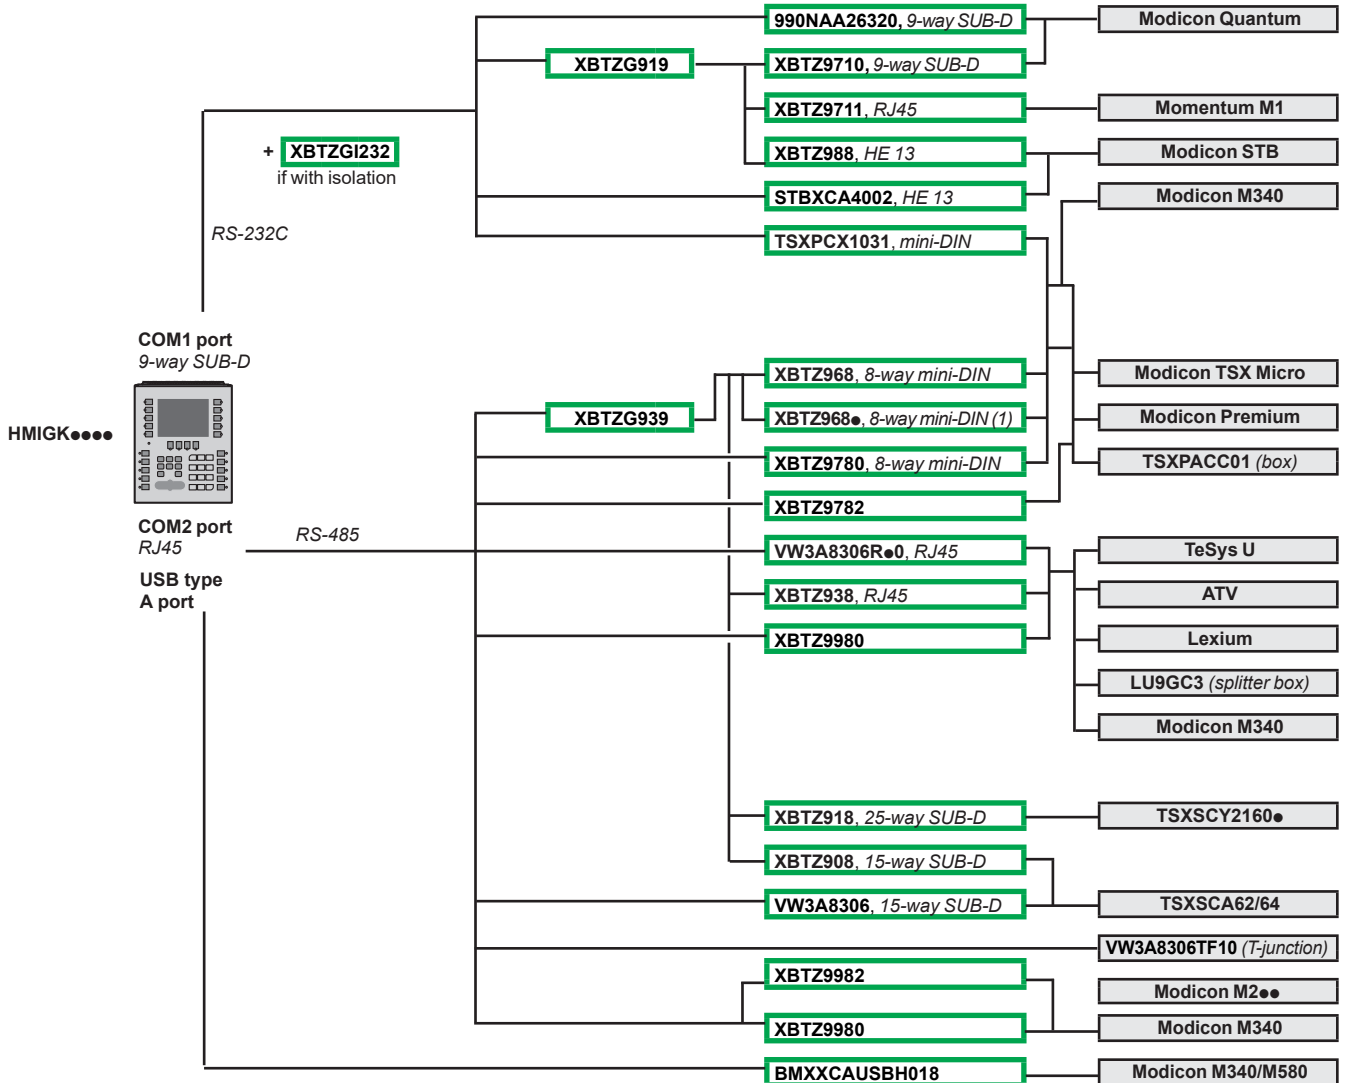 990NAA26320, 9-way SUB-D
Modicon Quantum
XBTZG919
XBTZ9710, 9-way SUB-D
XBTZ9711, RJ45
Momentum M1
+ XBTZGI232
if with isolation
XBTZ988, HE 13
Modicon STB
STBXCA4002, HE 13
Modicon M340
RS-232C
TSXPCX1031, mini-DIN
COM1 port
9-way SUB-D
XBTZ968, 8-way mini-DIN
Modicon TSX Micro
HMIGK●●●●
XBTZG939
XBTZ968●, 8-way mini-DIN (1)
Modicon Premium
XBTZ9780, 8-way mini-DIN
TSXPACC01 (box)
XBTZ9782
COM2 port
RJ45
RS-485
VW3A8306R●0, RJ45
TeSys U
USB type
A port
XBTZ938, RJ45
ATV
XBTZ9980
Lexium
LU9GC3 (splitter box)
Modicon M340
XBTZ918, 25-way SUB-D
TSXSCY2160●
XBTZ908, 15-way SUB-D
VW3A8306, 15-way SUB-D
TSXSCA62/64
VW3A8306TF10 (T-junction)
XBTZ9982
Modicon M2●●
XBTZ9980
Modicon M340
BMXXCAUSBH018
Modicon M340/M580